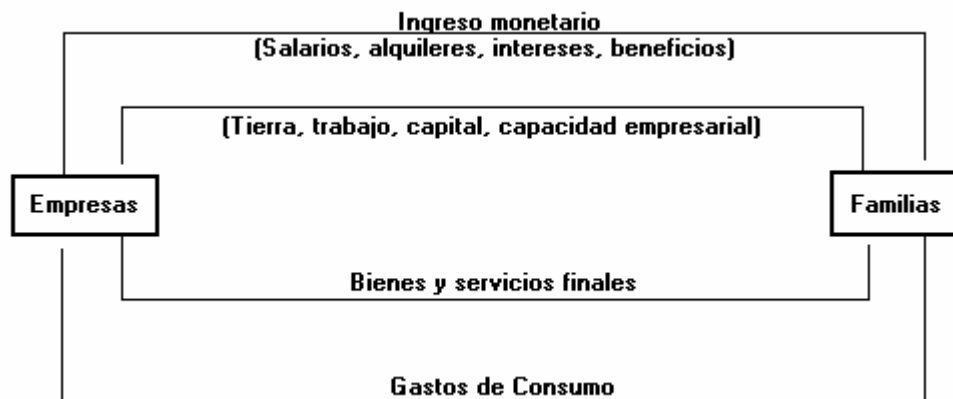 Ingreso monetario
(Salarios, alquileres, intereses, beneficios)
(Tierra, trabajo, capital, capacidad empresarial)
Empresas
Familias
Bienes y servicios finales
Gastos de Consumo